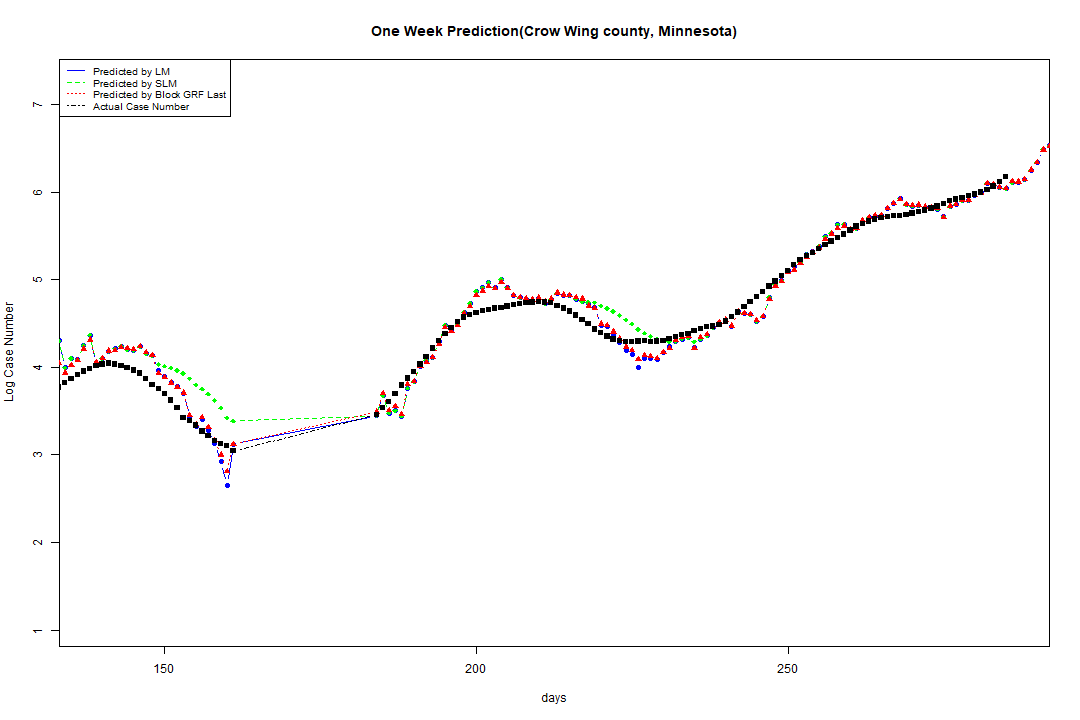 One Week Prediction(Crow Wing county, Minnesota)
Predicted by LM
Predicted by SLM
Predicted by Block GRF Last
Actual Case Number
7
6
5
4
3
2
1
Log Case Number
150
200
250
days